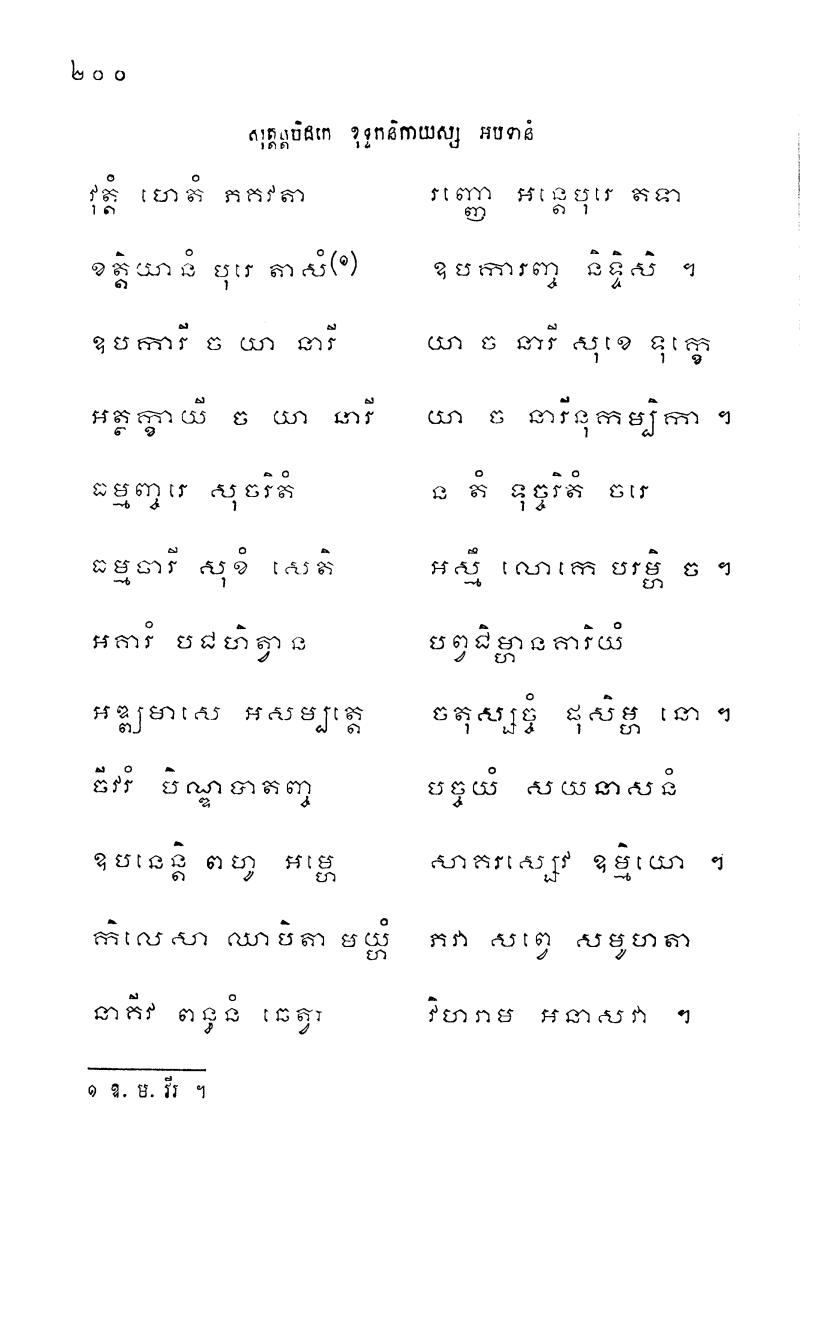 ២០០
សុត្តន្តបិដកេ ខុទ្ទកនិកាយស្ស អបទានំ
វុត្តំ ហេតំ ភគវតា រញ្ញោ អន្តេបុរេ តទា
ខត្តិយានំ បុរេ តាសំ(១) ឧបការញ្ច និទ្ទិសិ ។
ឧបការី ច យា នារី យា ច នារី សុខេ ទុក្ខេ
អត្ថក្ខាយី ច យា នារី យា ច នារីនុកម្បិកា ។
ធម្មញ្ចរេ សុចរិតំ ន តំ ទុច្ចរិតំ ចរេ
ធម្មចារី សុខំ សេតិ អស្មឹ លោកេ បរម្ហិ ច ។
អគារំ បជហិត្វាន បព្វជិម្ហានគារិយំ
អឌ្ឍមាសេ អសម្បត្តេ ចតុស្សច្ចំ ផុសិម្ហ នោ ។
ចីវរំ បិណ្ឌបាតញ្ច បច្ចយំ សយនាសនំ
ឧបនេន្តិ ពហូ អម្ហេ សាគរស្សេវ ឧម្មិយោ ។
កិលេសា ឈាបិតា មយ្ហំ ភវា សព្វេ សមូហតា
នាគីវ ពន្ធនំ ឆេត្វា វិហរាម អនាសវា ។
១ ឱ. ម. វីរ ។